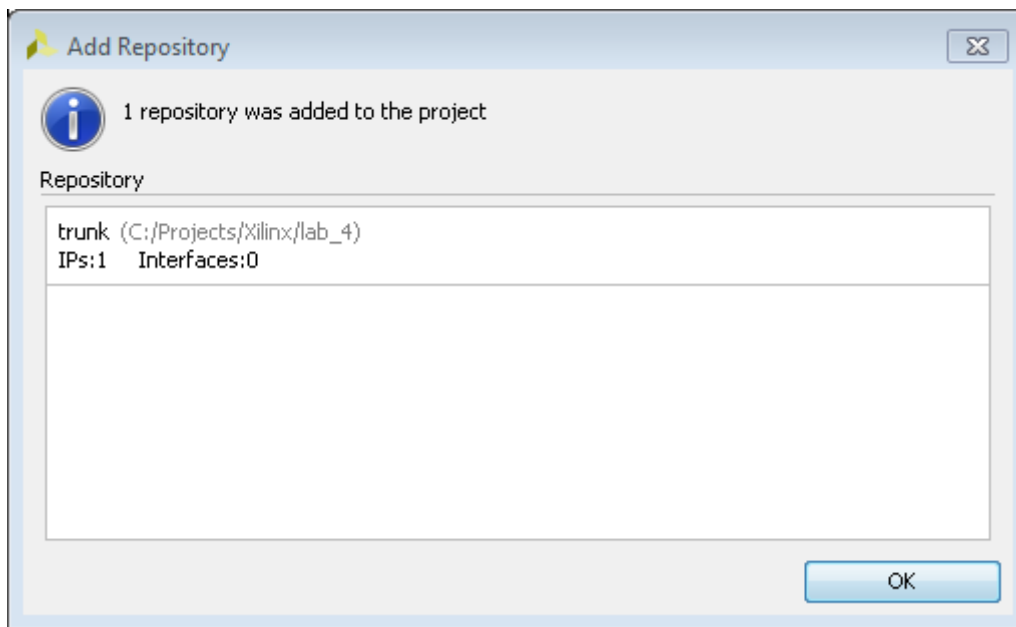 Add Repository
1 repository was added to the project
Repository
trunk (C:/Projects/Xilinx/lab_4)
IPs:1 Interfaces:0
OK